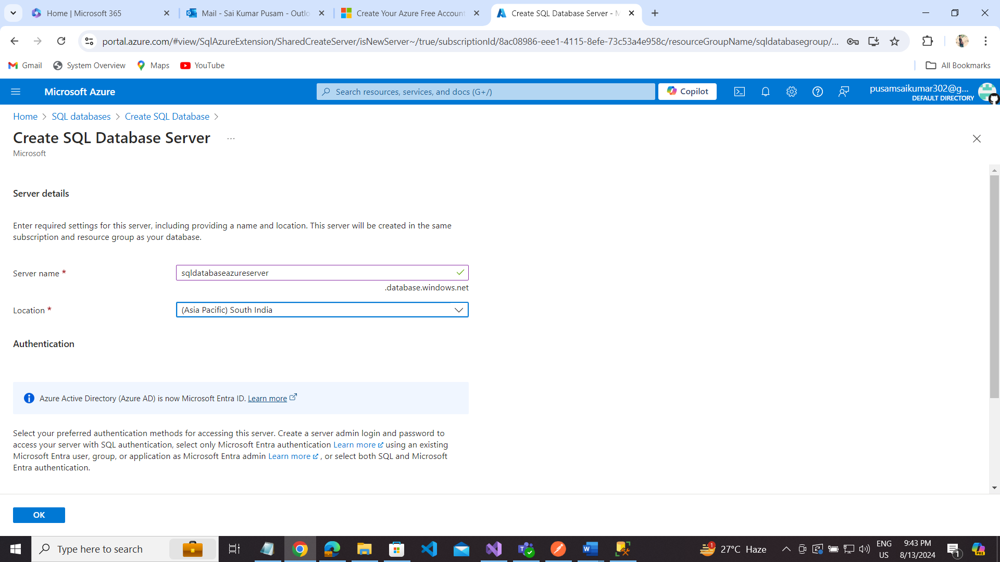 Home | Microsoft 365
Mail - Sai Kumar Pusam - Outlo
Create Your Azure Free Account
Create SQL Database Server - M
portal.azure.com/#view/SqlAzureExtension/SharedCreateServer/isNewServer~/true/subscriptionId/8ac08986-eee1-4115-8efe-73c53a4e958c/resourceGroupName/sqldatabasegroup/...
Gmail
System Overview
Maps
YouTube
All Bookmarks
Microsoft Azure
Search resources, services, and docs (G+/)
Copilot
pusamsaikumar302@g...
DEFAULT DIRECTORY
Home > SQL databases > Create SQL Database >
Create SQL Database Server ...
Microsoft
Server details
Enter required settings for this server, including providing a name and location. This server will be created in the same
subscription and resource group as your database.
Server name *
sqldatabaseazureserver
.database.windows.net
Location *
(Asia Pacific) South India
Authentication
Azure Active Directory (Azure AD) is now Microsoft Entra ID. Learn more
Select your preferred authentication methods for accessing this server. Create a server admin login and password to
access your server with SQL authentication, select only Microsoft Entra authentication Learn more using an existing
Microsoft Entra user, group, or application as Microsoft Entra admin Learn more , or select both SQL and Microsoft
Entra authentication.
OK
Type here to search
1
27°C Haze
ENG
US
9:43 PM
8/13/2024
1
PRE